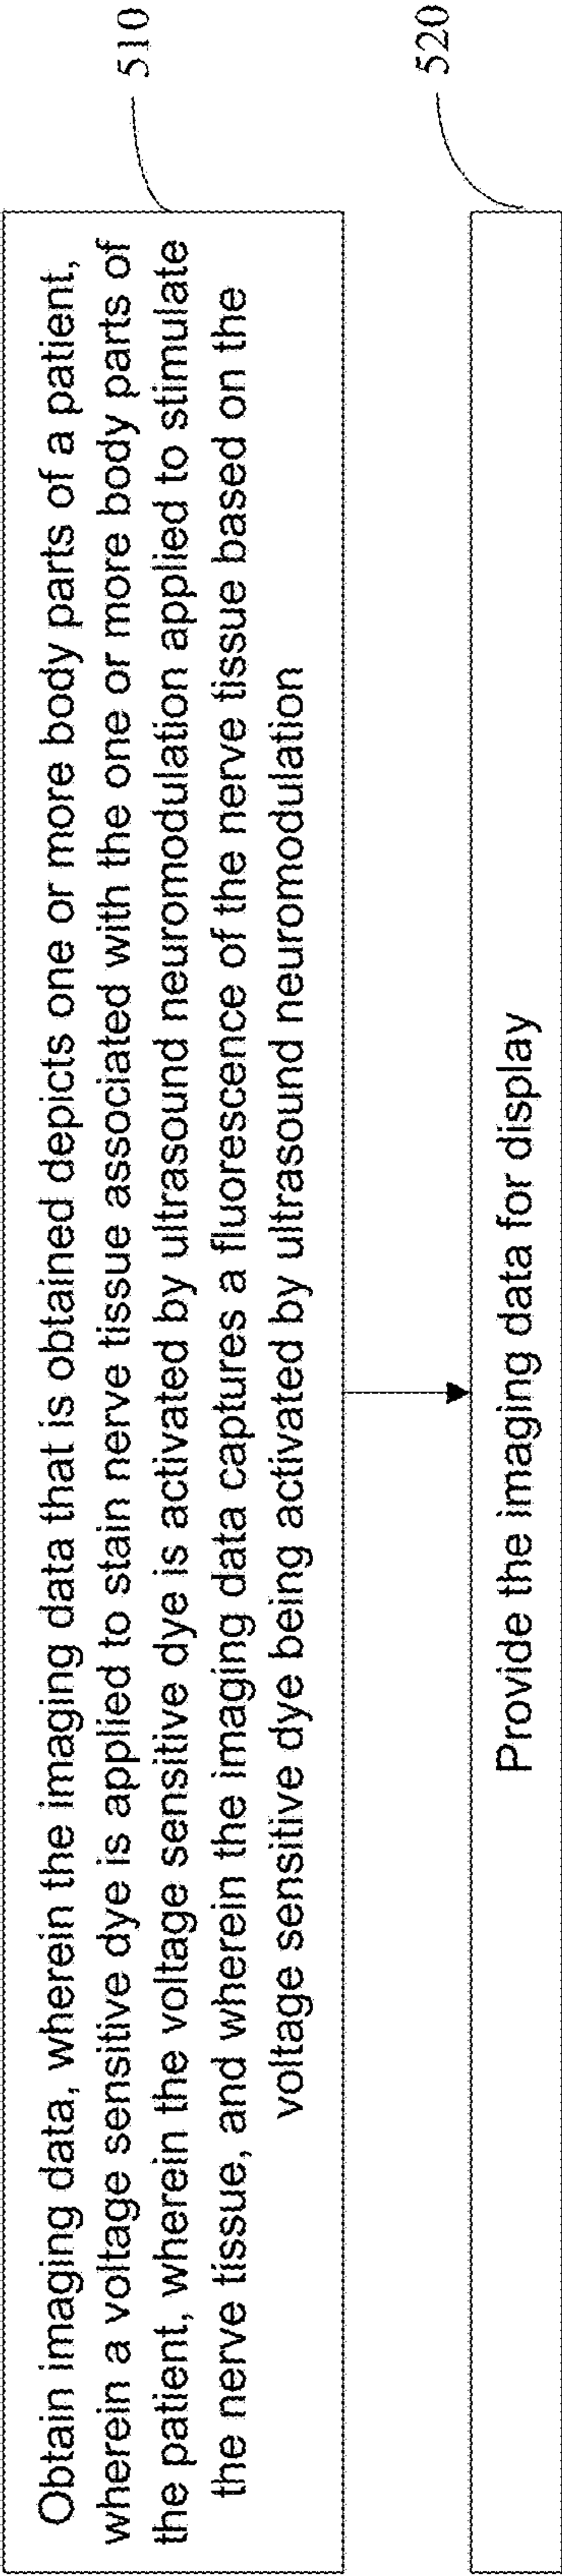 Obtain imaging data, wherein the imaging data that is obtained depicts one or more body parts of a patient,
wherein a voltage sensitive dye is applied to stain nerve tissue associated with the one or more body parts of
the patient, wherein the voltage sensitive dye is activated by ultrasound neuromodulation applied to stimulate
the nerve tissue, and wherein the imaging data captures a fluorescence of the nerve tissue based on the
voltage sensitive dye being activated by ultrasound neuromodulation
510
Provide the imaging data for display
520